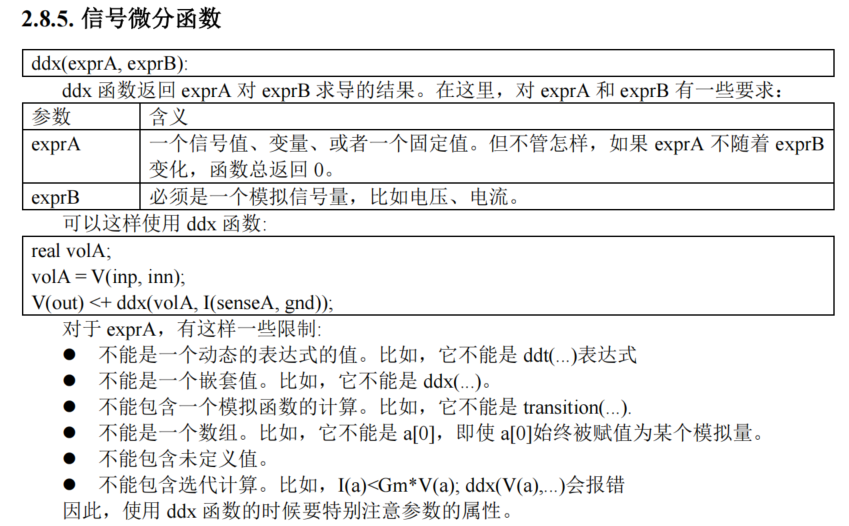 2.8.5. 信号微分函数
ddx(exprA, exprB):
ddx 函数返回 exprA 对 exprB 求导的结果。在这里，对 exprA 和 exprB 有一些要求：
参数 含义
exprA 一个信号值、变量、或者一个固定值。但不管怎样，如果 exprA 不随着 exprB
变化，函数总返回 0。
exprB 必须是一个模拟信号量，比如电压、电流。
可以这样使用 ddx 函数:
real volA;
volA = V(inp, inn);
V(out) <+ ddx(volA, I(senseA, gnd));
对于 exprA，有这样一些限制:
● 不能是一个动态的表达式的值。比如，它不能是 ddt(...)表达式
● 不能是一个嵌套值。比如，它不能是 ddx(...)。
● 不能包含一个模拟函数的计算。比如，它不能是 transition(...).
● 不能是一个数组。比如，它不能是 a[0]，即使 a[0]始终被赋值为某个模拟量。
● 不能包含未定义值。
● 不能包含选代计算。比如，I(a)<Gm*V(a); ddx(V(a),...)会报错
因此，使用 ddx 函数的时候要特别注意参数的属性。